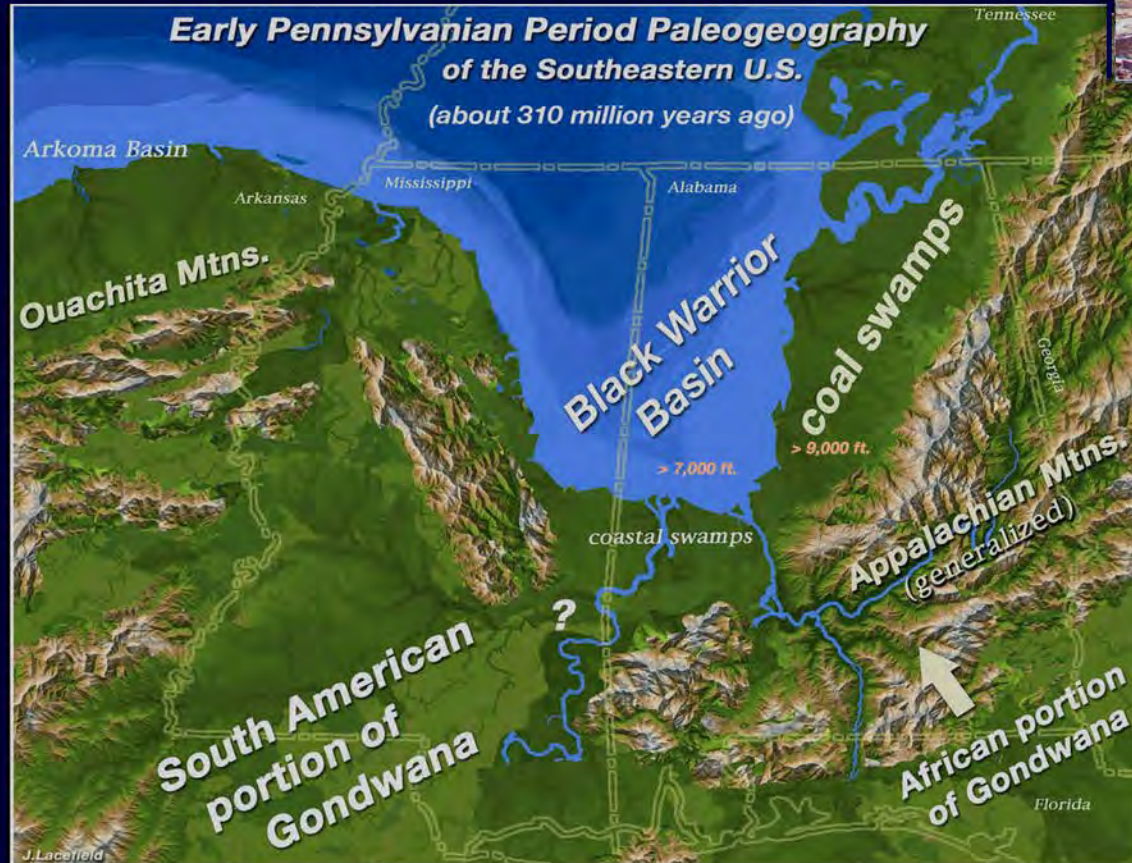 Early Pennsylvanian Period Paleogeography
of the Southeastern U.S.
(about 310 million years ago)
Tennessee
Arkoma Basin
Arkansas
Mississippi
Alabama
Ouachita Mtns.
Black Warrior
Basin
coal swamps
Georgia
> 7,000 ft.
> 9,000 ft.
coastal swamps
Appalachian Mtns.
(generalized)
?
South American
portion of
Gondwana
African portion
of Gondwana
Florida
J.Lacefield